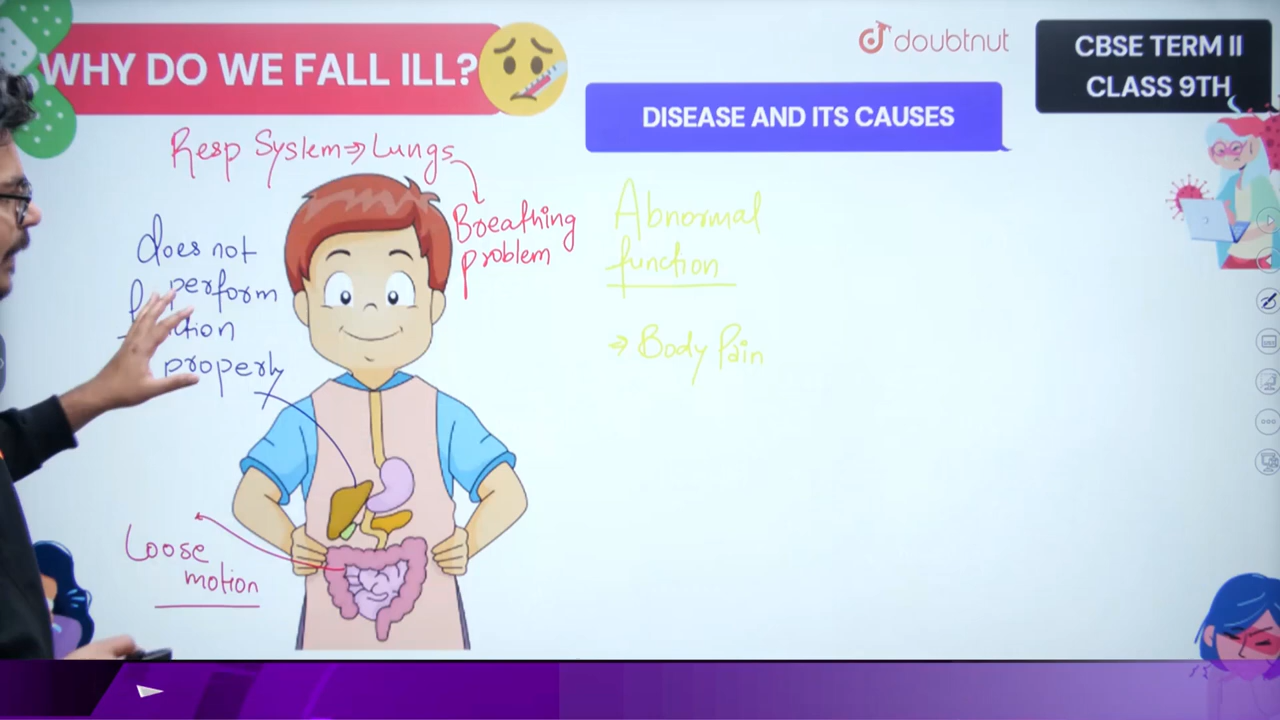 WHY DO WE FALL ILL?
doubtnut
CBSE TERM II
CLASS 9TH
DISEASE AND ITS CAUSES
Resp System → Lungs
Breathing
problem
does not
perform
properly
Loose
motion
Abnormal
function
→ Body Pain